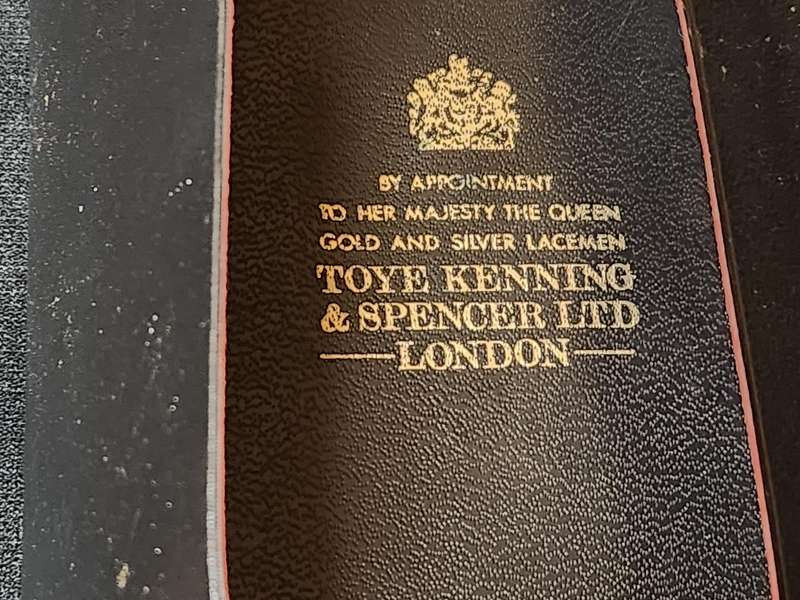 BY APPOINTMENT
TO HER MAJESTY THE QUEEN
GOLD AND SILVER LACEMEN
TOYE KENNING
& SPENCER LTD
LONDON